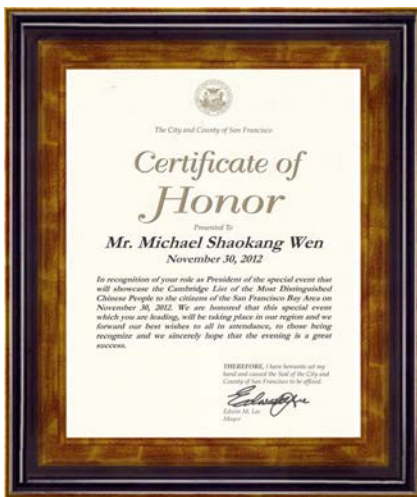 The City and County of San Francisco
Certificate of
Honor
Presented To
Mr. Michael Shaokang Wen
November 30, 2012
In recognition of your role as President of the special event that
will showcase the Cambridge List of the Most Distinguished
Chinese People to the citizens of the San Francisco Bay Area on
November 30, 2012. We are honored that this special event
which you are leading, will be taking place in our region and we
forward our best wishes to all in attendance, to those being
recognize and we sincerely hope that the evening is a great
success.
THEREFORE, I have hereunto set my
hand and caused the Seal of the City and
County of San Francisco to be affixed.
Edwin M. Lee
Mayor